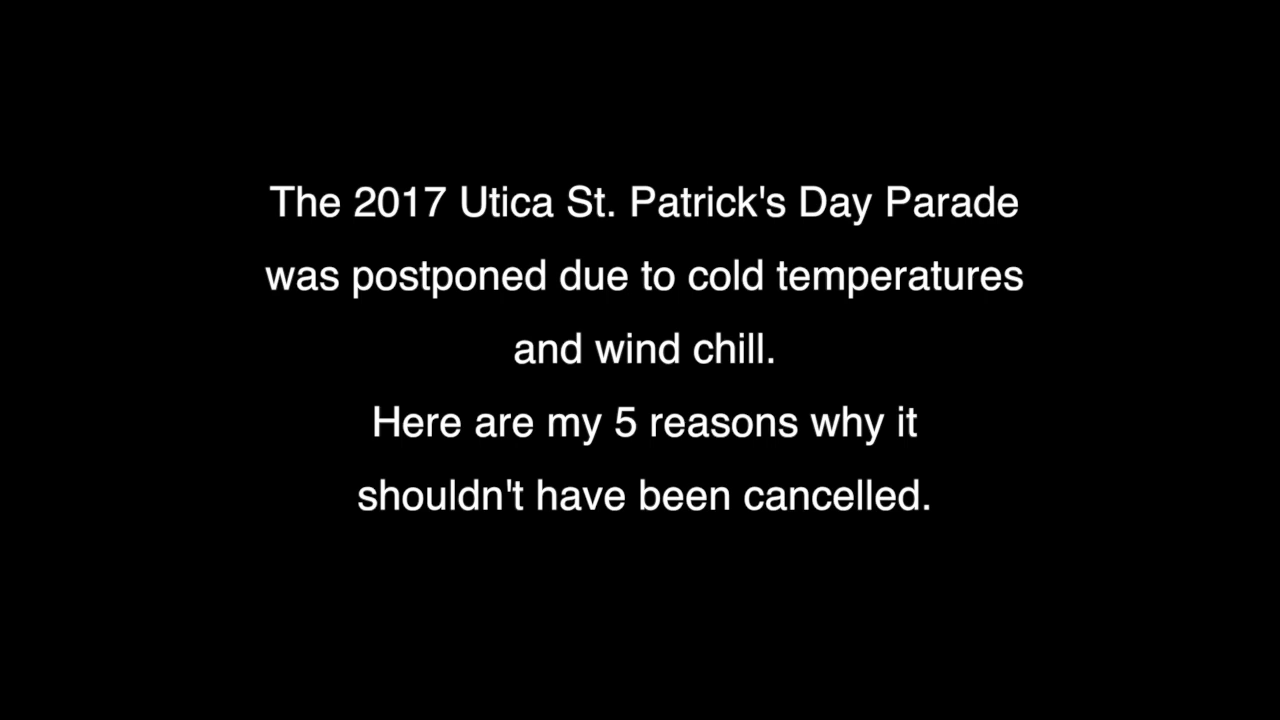 The 2017 Utica St. Patrick's Day Parade
was postponed due to cold temperatures
and wind chill.
Here are my 5 reasons why it
shouldn't have been cancelled.